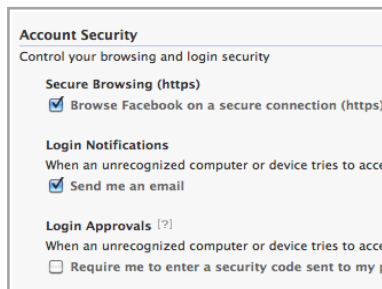 Account Security
Control your browsing and login security
Secure Browsing (https)
Browse Facebook on a secure connection (https)
Login Notifications
When an unrecognized computer or device tries to acce
Send me an email
Login Approvals [?]
When an unrecognized computer or device tries to acce
Require me to enter a security code sent to my p